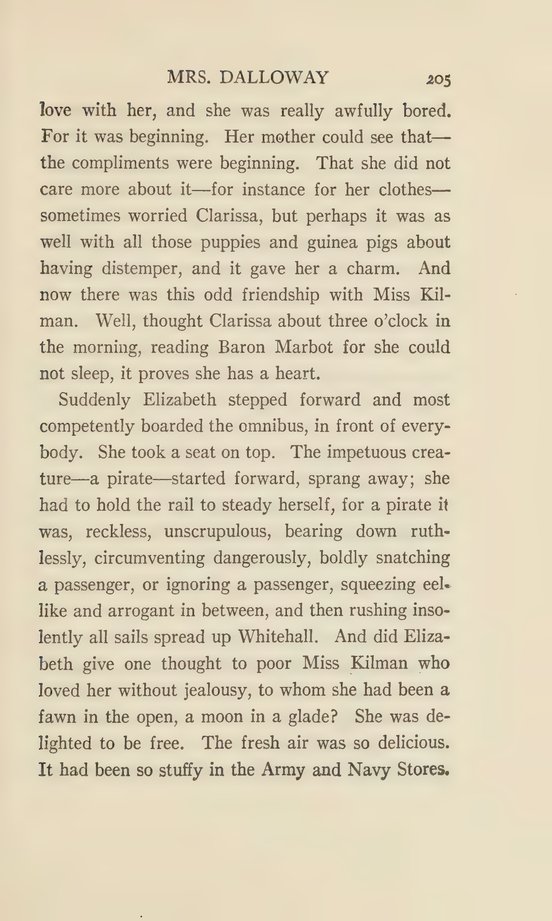 MRS. DALLOWAY 205
love with her, and she was really awfully bored.
For it was beginning. Her mother could see that—
the compliments were beginning. That she did not
care more about it—for instance for her clothes—
sometimes worried Clarissa, but perhaps it was as
well with all those puppies and guinea pigs about
having distemper, and it gave her a charm. And
now there was this odd friendship with Miss Kil-
man. Well, thought Clarissa about three o'clock in
the morning, reading Baron Marbot for she could
not sleep, it proves she has a heart.
Suddenly Elizabeth stepped forward and most
competently boarded the omnibus, in front of every-
body. She took a seat on top. The impetuous crea-
ture—a pirate—started forward, sprang away; she
had to hold the rail to steady herself, for a pirate it
was, reckless, unscrupulous, bearing down ruth-
lessly, circumventing dangerously, boldly snatching
a passenger, or ignoring a passenger, squeezing eel-
like and arrogant in between, and then rushing inso-
lently all sails spread up Whitehall. And did Eliza-
beth give one thought to poor Miss Kilman who
loved her without jealousy, to whom she had been a
fawn in the open, a moon in a glade? She was de-
lighted to be free. The fresh air was so delicious.
It had been so stuffy in the Army and Navy Stores.